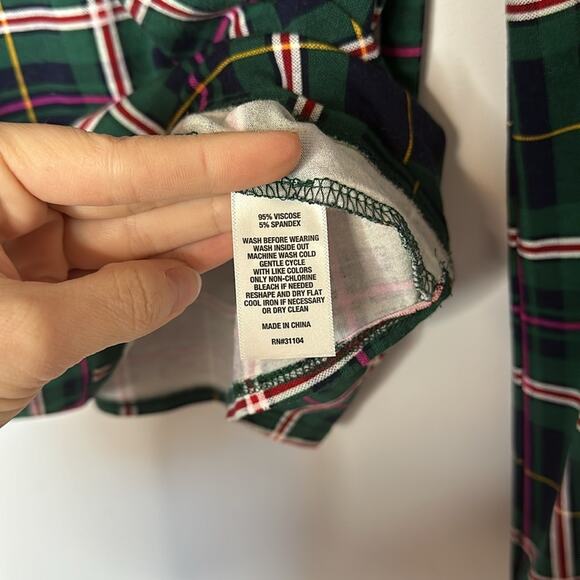 95% VISCOSE
5% SPANDEX
WASH BEFORE WEARING
WASH INSIDE OUT
MACHINE WASH COLD
GENTLE CYCLE
WITH LIKE COLORS
ONLY NON-CHLORINE
BLEACH IF NEEDED
RESHAPE AND DRY FLAT
COOL IRON IF NECESSARY
OR DRY CLEAN
MADE IN CHINA
RN#31104